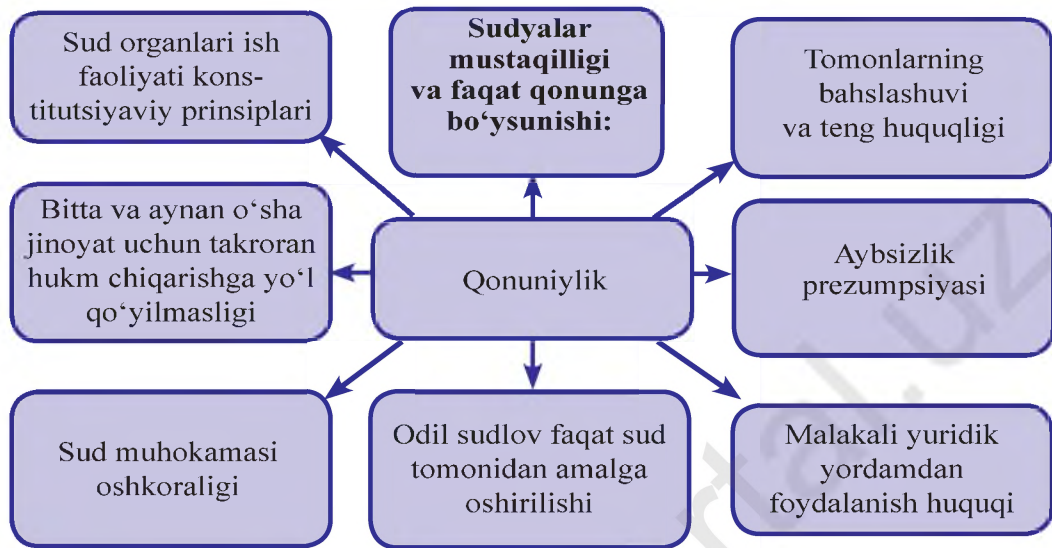 Sud organlari ish
faoliyati kons-
titutsiyaviy prinsiplari
Sudyalar
mustaqilligi
va faqat qonunga
bo‘ysunishi:
Tomonlarning
bahslashuvi
va teng huquqligi
Bitta va aynan o‘sha
jinoyat uchun takroran
hukm chiqarishga yo‘l
qo‘yilmasligi
Qonuniylik
Aybsizlik
prezumpsiyasi
Sud muhokamasi
oshkoraligi
Odil sudlov faqat sud
tomonidan amalga
oshirilishi
Malakali yuridik
yordamdan
foydalanish huquqi
rtal.uz